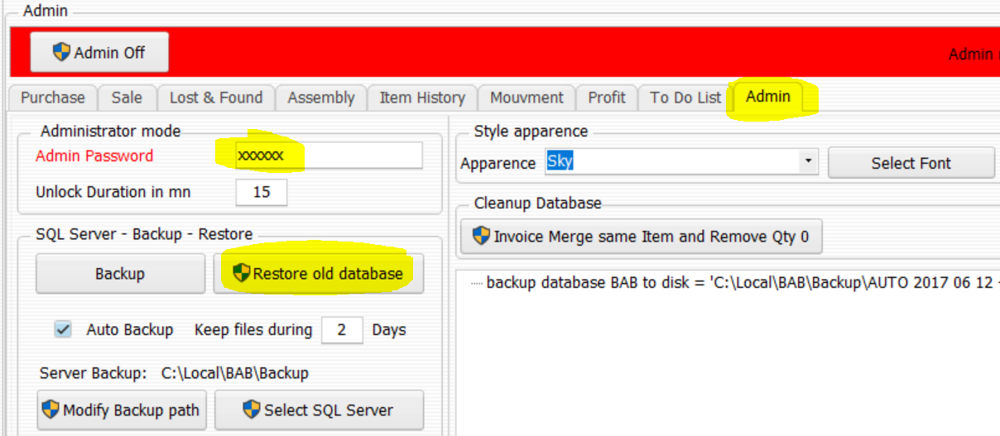 Admin
Admin Off
Admin
Purchase Sale Lost & Found Assembly Item History Mouvment Profit To Do List Admin
Administrator mode
Admin Password xxxxxx
Unlock Duration in mn 15
SQL Server - Backup - Restore
Backup Restore old database
Auto Backup Keep files during 2 Days
Server Backup: C:\Local\BAB\Backup
Modify Backup path Select SQL Server
Style apparence
Apparence Sky Select Font
Cleanup Database
Invoice Merge same Item and Remove Qty 0
backup database BAB to disk = 'C:\Local\BAB\Backup\AUTO 2017 06 12 -